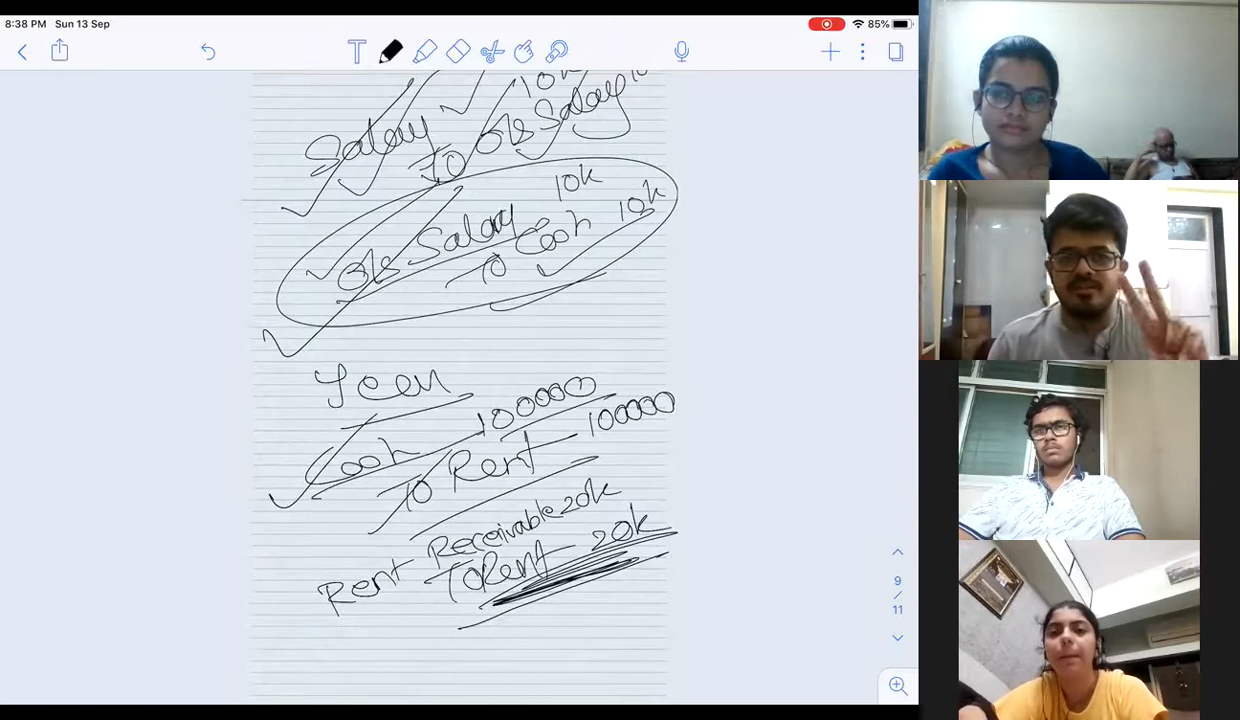 8:38 PM Sun 13 Sep
85%
T
10k
Salary
To o/s Salary 10
o/s Salary 10k
To Cash 10k
Cash 100000
To Rent 100000
Rent Receivable 20k
To Rent 20k
9
/
11